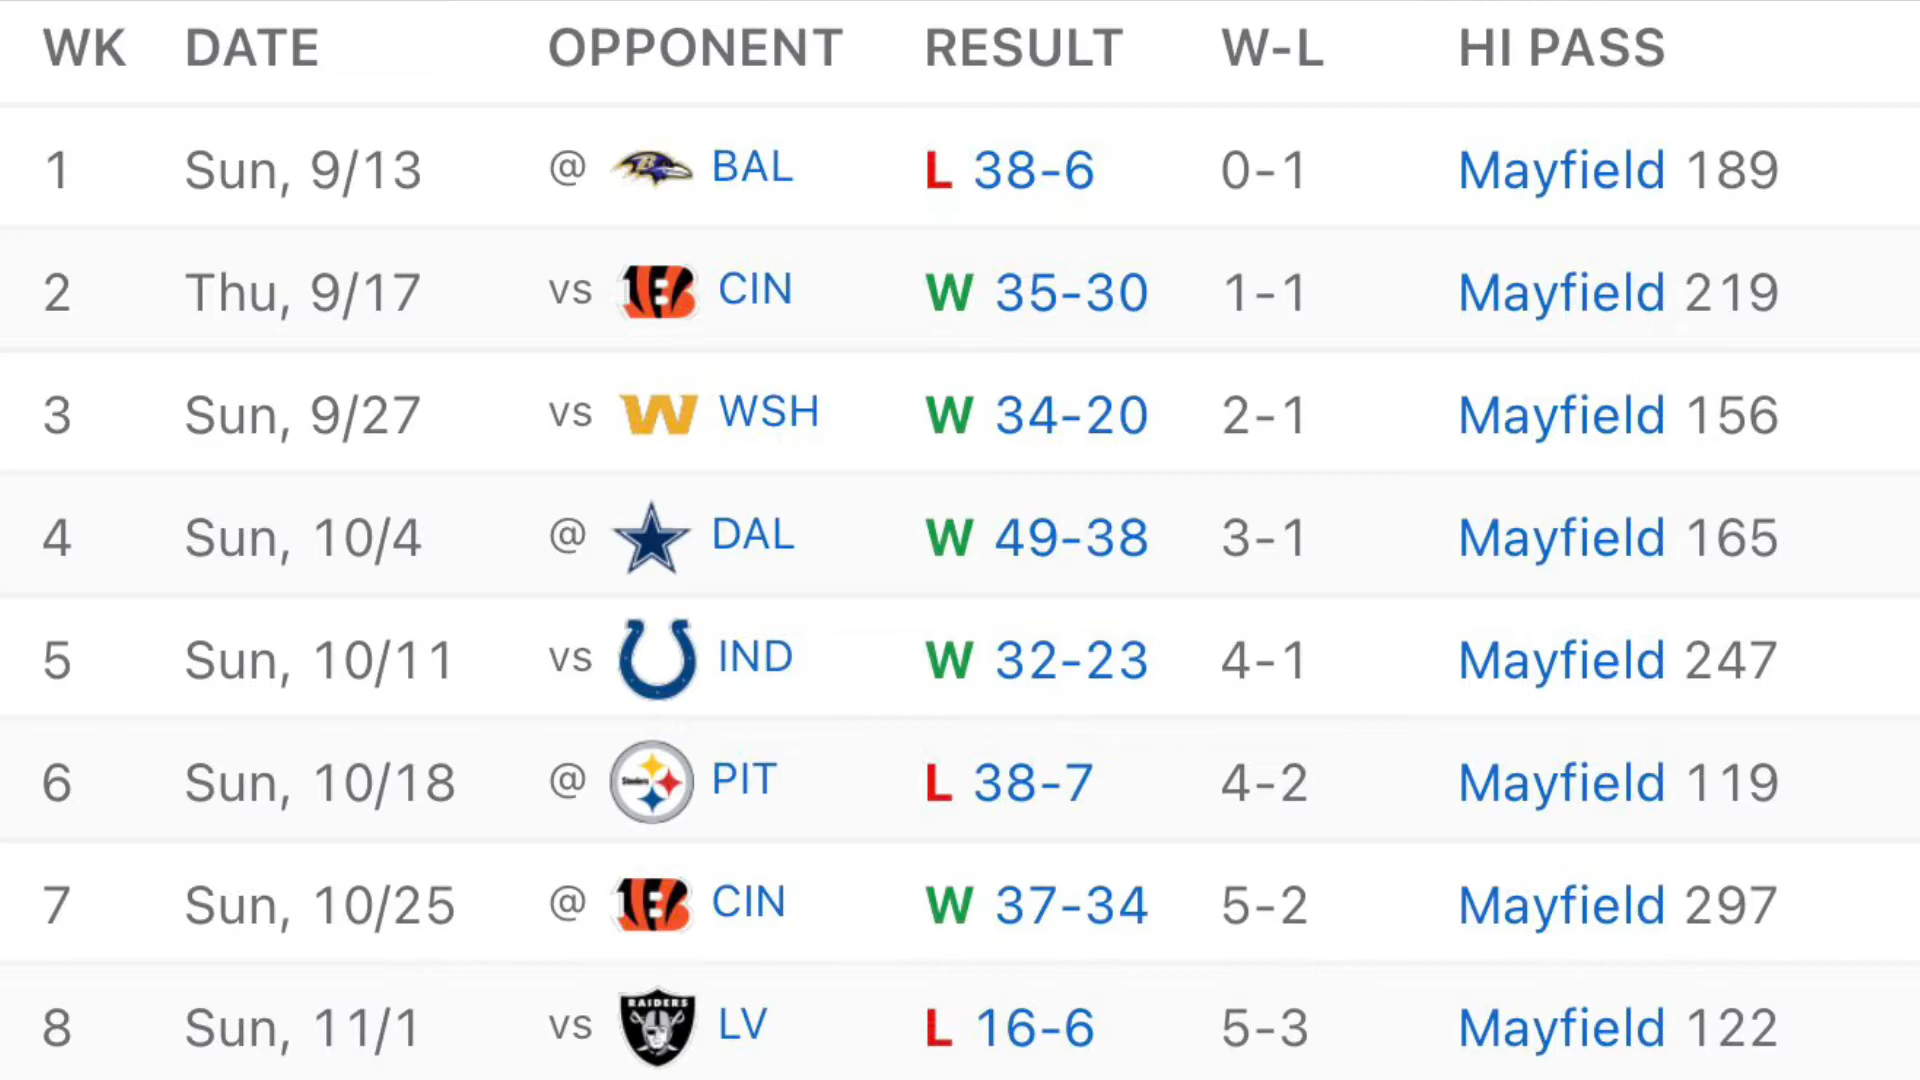 WK DATE OPPONENT RESULT W-L HI PASS
1 Sun, 9/13 @ BAL L 38-6 0-1 Mayfield 189
2 Thu, 9/17 vs CIN W 35-30 1-1 Mayfield 219
3 Sun, 9/27 vs WSH W 34-20 2-1 Mayfield 156
4 Sun, 10/4 @ DAL W 49-38 3-1 Mayfield 165
5 Sun, 10/11 vs IND W 32-23 4-1 Mayfield 247
6 Sun, 10/18 @ Steelers PIT L 38-7 4-2 Mayfield 119
7 Sun, 10/25 @ CIN W 37-34 5-2 Mayfield 297
8 Sun, 11/1 vs RAIDERS LV L 16-6 5-3 Mayfield 122